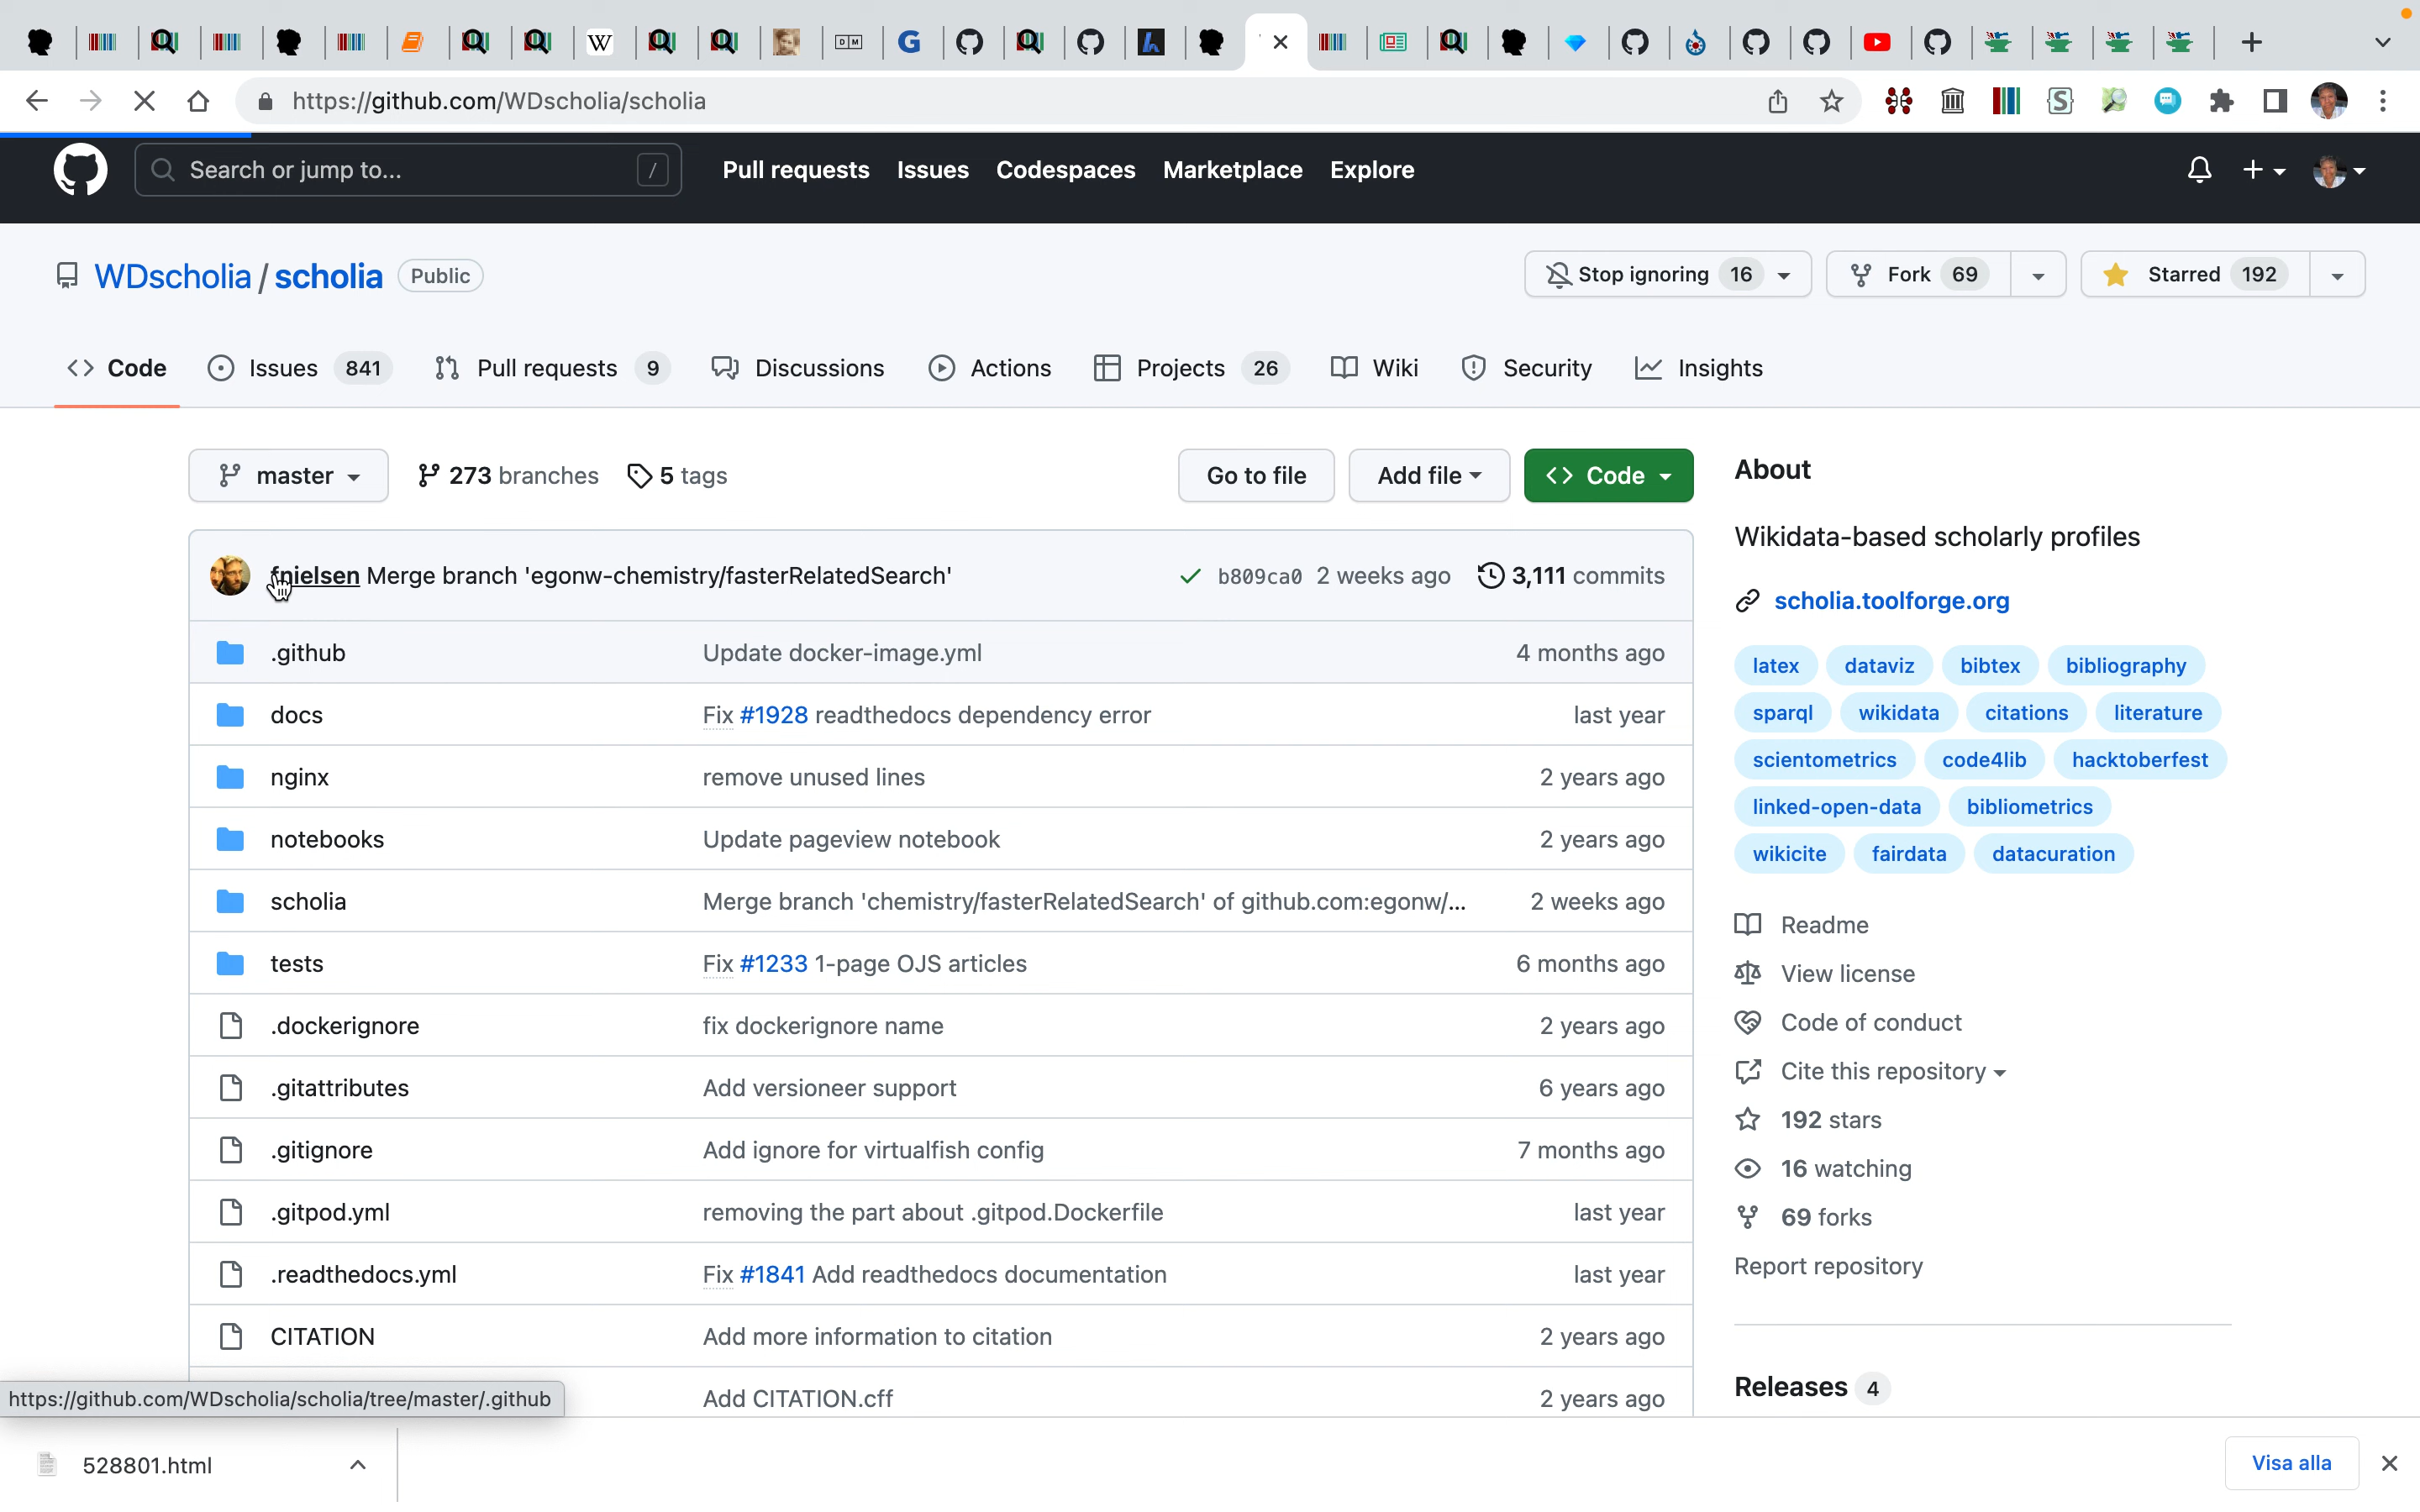 https://github.com/WDscholia/scholia
Search or jump to... /
Pull requests Issues Codespaces Marketplace Explore
WDscholia / scholia Public
Stop ignoring 16 Fork 69 Starred 192
Code Issues 841 Pull requests 9 Discussions Actions Projects 26 Wiki Security Insights
master 273 branches 5 tags
Go to file Add file Code
fnielsen Merge branch 'egonw-chemistry/fasterRelatedSearch' b809ca0 2 weeks ago 3,111 commits
.github Update docker-image.yml 4 months ago
docs Fix #1928 readthedocs dependency error last year
nginx remove unused lines 2 years ago
notebooks Update pageview notebook 2 years ago
scholia Merge branch 'chemistry/fasterRelatedSearch' of github.com:egonw/... 2 weeks ago
tests Fix #1233 1-page OJS articles 6 months ago
.dockerignore fix dockerignore name 2 years ago
.gitattributes Add versioneer support 6 years ago
.gitignore Add ignore for virtualfish config 7 months ago
.gitpod.yml removing the part about .gitpod.Dockerfile last year
.readthedocs.yml Fix #1841 Add readthedocs documentation last year
CITATION Add more information to citation 2 years ago
Add CITATION.cff 2 years ago
About
Wikidata-based scholarly profiles
scholia.toolforge.org
latex dataviz bibtex bibliography
sparql wikidata citations literature
scientometrics code4lib hacktoberfest
linked-open-data bibliometrics
wikicite fairdata datacuration
Readme
View license
Code of conduct
Cite this repository
192 stars
16 watching
69 forks
Report repository
Releases 4
https://github.com/WDscholia/scholia/tree/master/.github
528801.html
Visa alla